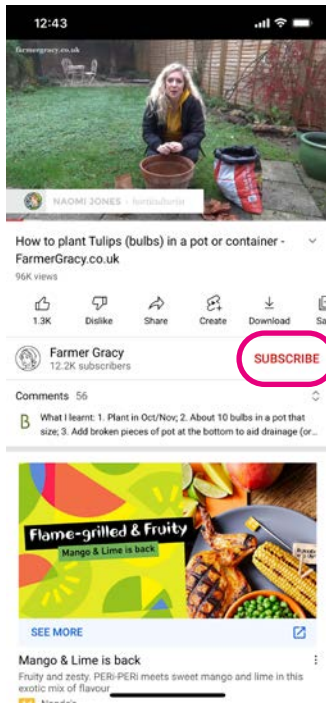 12:43
farmergracy.co.uk
NAOMI JONES - horticulturist
How to plant Tulips (bulbs) in a pot or container -
FarmerGracy.co.uk
96K views
1.3K Dislike Share Create Download
Farmer Gracy
12.2K subscribers
SUBSCRIBE
Comments 56
B
What I learnt: 1. Plant in Oct/Nov; 2. About 10 bulbs in a pot that
size; 3. Add broken pieces of pot at the bottom to aid drainage (or...
Flame-grilled & Fruity
Mango & Lime is back
SEE MORE
Mango & Lime is back
Fruity and zesty. PERi-PERi meets sweet mango and lime in this
exotic mix of flavour